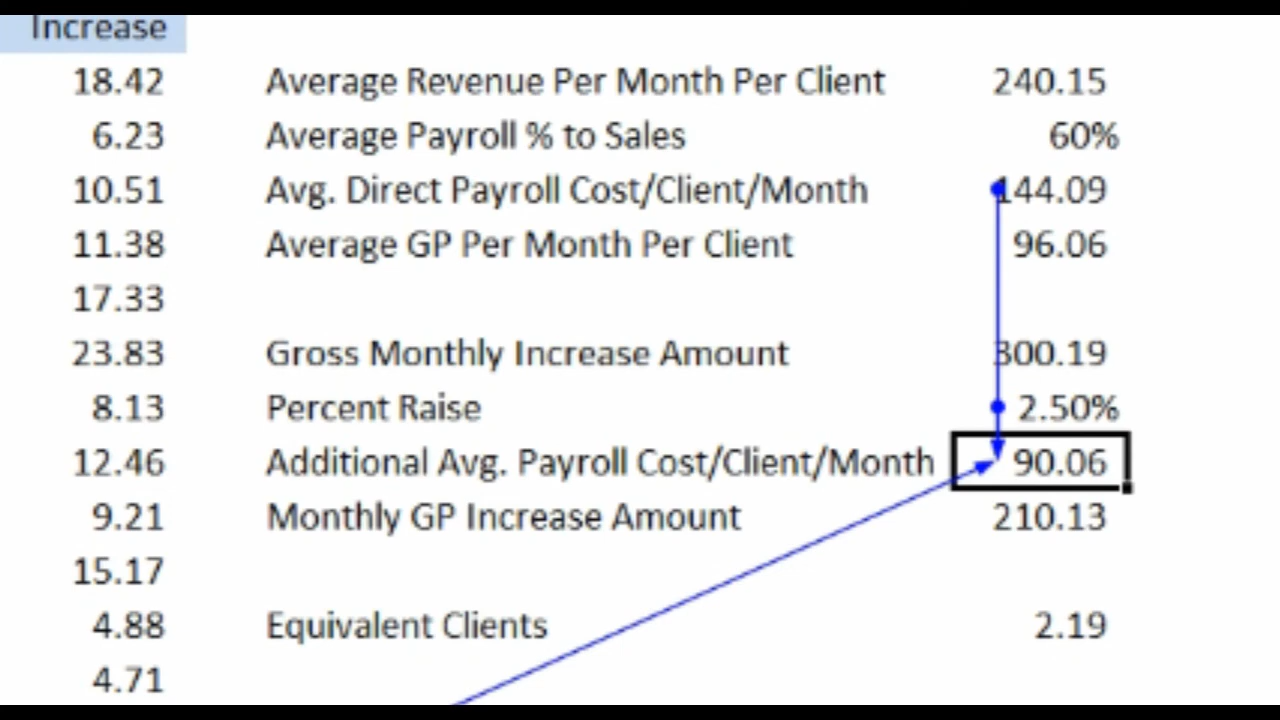 Increase
18.42 Average Revenue Per Month Per Client 240.15
6.23 Average Payroll % to Sales 60%
10.51 Avg. Direct Payroll Cost/Client/Month 144.09
11.38 Average GP Per Month Per Client 96.06
17.33
23.83 Gross Monthly Increase Amount 300.19
8.13 Percent Raise 2.50%
12.46 Additional Avg. Payroll Cost/Client/Month 90.06
9.21 Monthly GP Increase Amount 210.13
15.17
4.88 Equivalent Clients 2.19
4.71